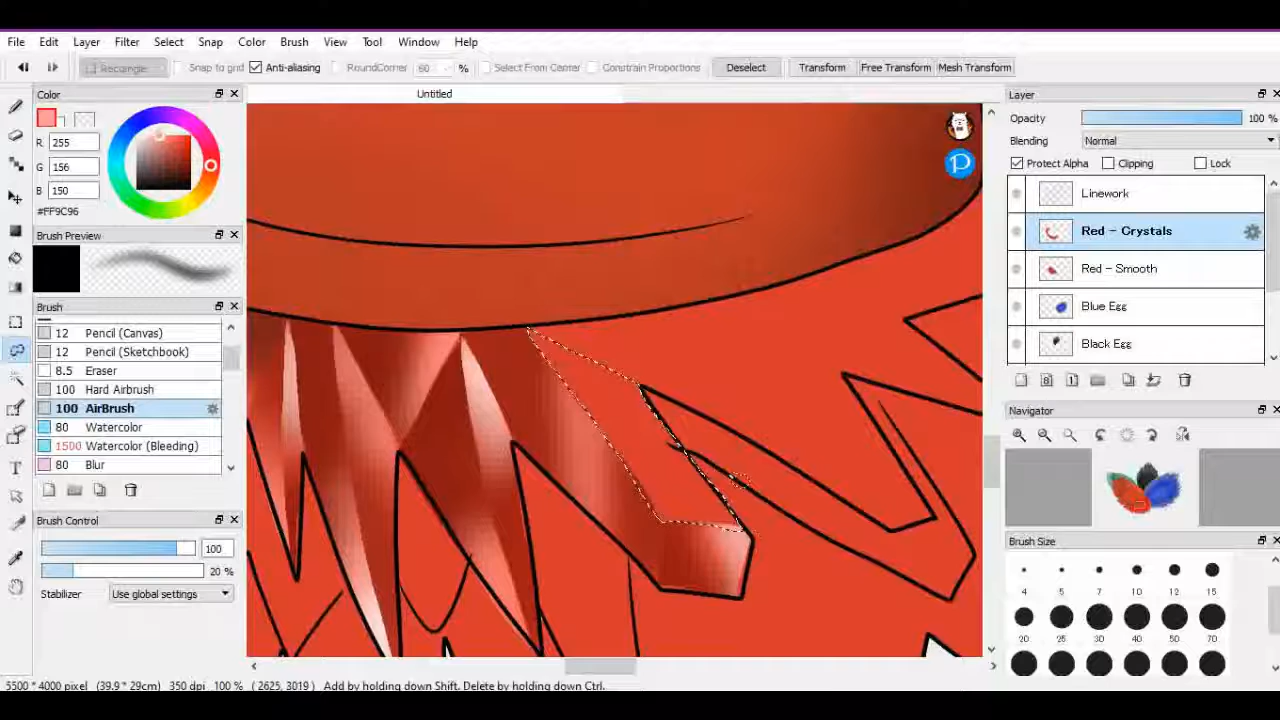 File Edit Layer Filter Select Snap Color Brush View Tool Window Help
Rectangle Snap to grid Anti-aliasing RoundCorner 60 % Select From Center Constrain Proportions Deselect Transform Free Transform Mesh Transform
Color
Untitled
Layer
R 255
G 156
B 150
#FF9C96
Brush Preview
Brush
12 Pencil (Canvas)
12 Pencil (Sketchbook)
8.5 Eraser
100 Hard Airbrush
100 AirBrush
80 Watercolor
1500 Watercolor (Bleeding)
80 Blur
Brush Control
100
20 %
Stabilizer Use global settings
Opacity 100 %
Blending Normal
Protect Alpha Clipping Lock
Linework
Red - Crystals
Red - Smooth
Blue Egg
Black Egg
Navigator
Brush Size
4 5 7 10 12 15
20 25 30 40 50 70
5500 * 4000 pixel (39.9 * 29cm) 350 dpi 100 % ( 2625, 3019 ) Add by holding down Shift. Delete by holding down Ctrl.